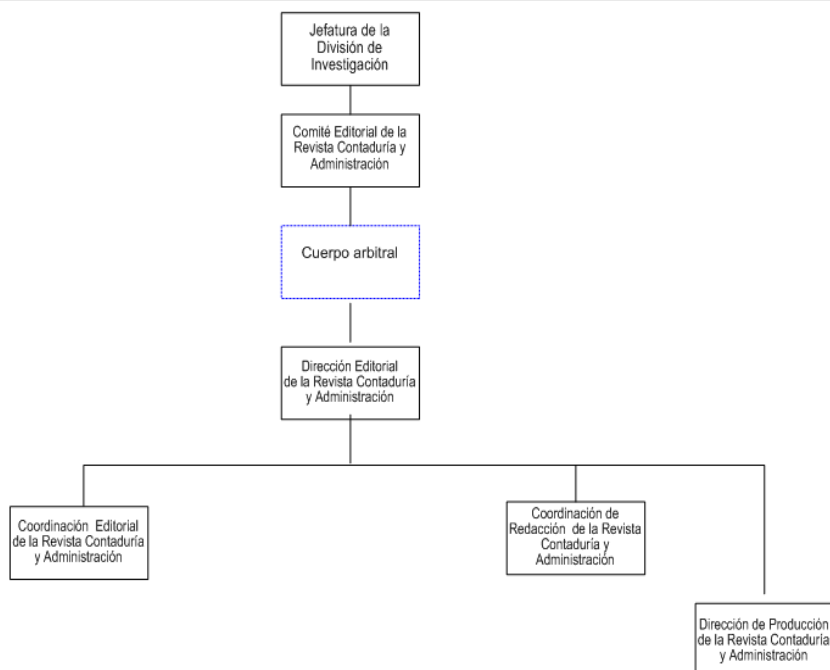 Jefatura de la
División de
Investigación
Comité Editorial de la
Revista Contaduría y
Administración
Cuerpo arbitral
Dirección Editorial
de la Revista Contaduría
y Administración
Coordinación Editorial
de la Revista Contaduría
y Administración
Coordinación de
Redacción de la Revista
Contaduría y
Administración
Dirección de Producción
de la Revista Contaduría
y Administración